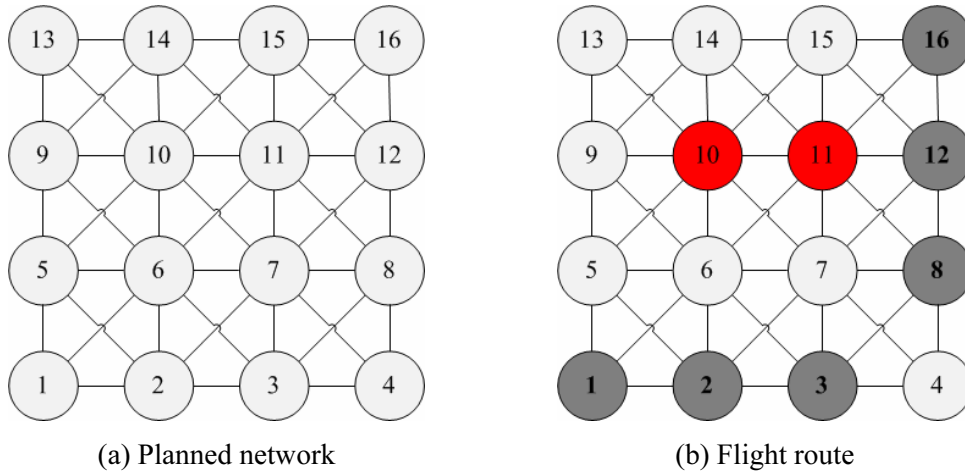 13 14 15 16 13 14 15 16
9 10 11 12 9 10 11 12
5 6 7 8 5 6 7 8
1 2 3 4 1 2 3 4
(a) Planned network (b) Flight route